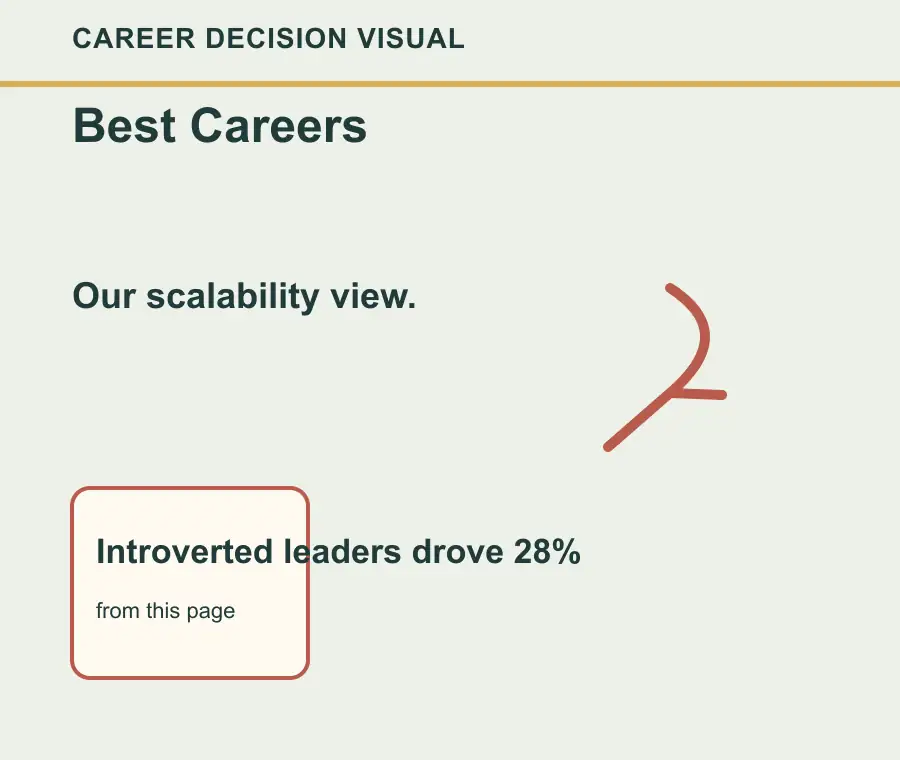 CAREER DECISION VISUAL
Best Careers
Our scalability view.
Introverted leaders drove 28%
from this page